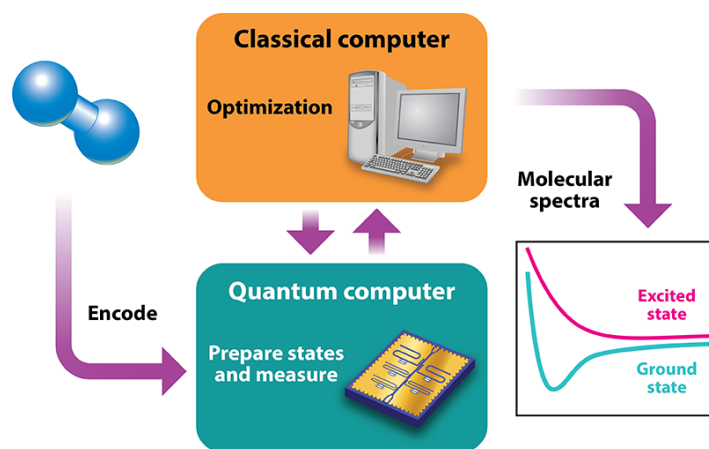 Classical computer
Optimization
Molecular
spectra
Encode
Quantum computer
Prepare states
and measure
Excited
state
Ground
state